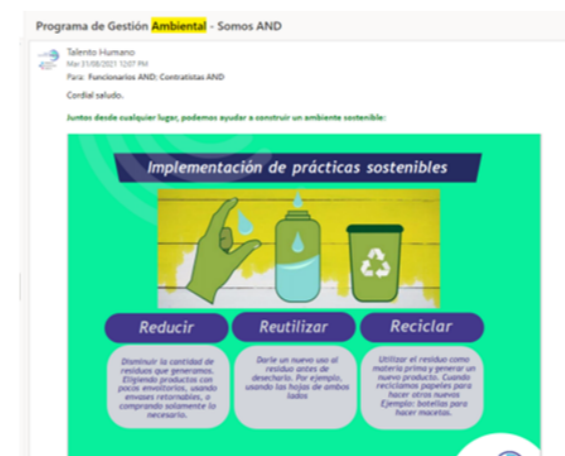 Programa de Gestión Ambiental - Somos AND
Talento Humano
Mar 31/08/2021 12:07 PM
Para: Funcionarios AND; Contratistas AND
Cordial saludo.
Juntos desde cualquier lugar, podemos ayudar a construir un ambiente sostenible:
Implementación de prácticas sostenibles
Reducir
Reutilizar
Reciclar
Disminuir la cantidad de
residuos que generamos.
Eligiendo productos con
pocos envoltorios, usando
envases retornables, o
comprando solamente lo
necesario.
Darle un nuevo uso al
residuo antes de
desecharlo. Por ejemplo,
usando las hojas de ambos
lados
Utilizar el residuo como
materia prima y generar un
nuevo producto. Cuando
reciclamos papeles para
hacer otros nuevos
Ejemplo: botellas para
hacer macetas.